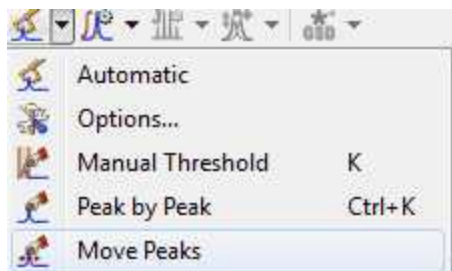 Automatic
Options...
Manual Threshold K
Peak by Peak Ctrl+K
Move Peaks